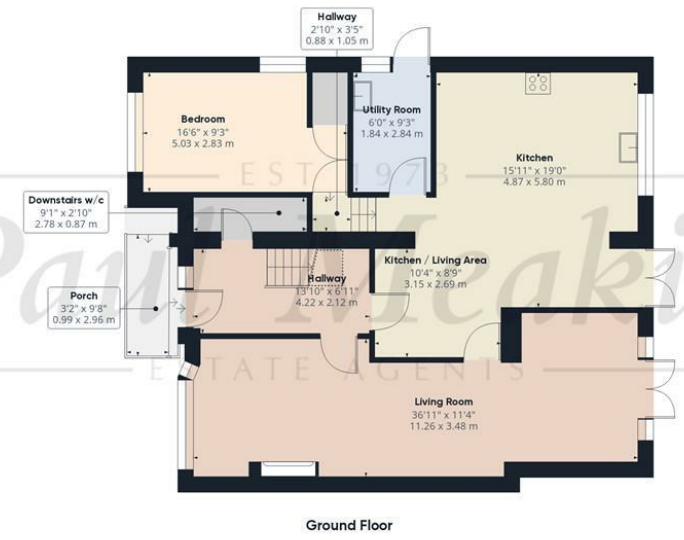 Hallway
2'10" x 3'5"
0.88 x 1.05 m
Bedroom
16'6" x 9'3"
5.03 x 2.83 m
Utility Room
6'0" x 9'3"
1.84 x 2.84 m
Kitchen
15'11" x 19'0"
4.87 x 5.80 m
EST 1973
Downstairs w/c
9'1" x 2'10"
2.78 x 0.87 m
Paul Meaki
Kitchen / Living Area
10'4" x 8'9"
3.15 x 2.69 m
Hallway
13'10" x 6'11"
4.22 x 2.12 m
Porch
3'2" x 9'8"
0.99 x 2.96 m
ESTATE AGENTS
Living Room
36'11" x 11'4"
11.26 x 3.48 m
Ground Floor